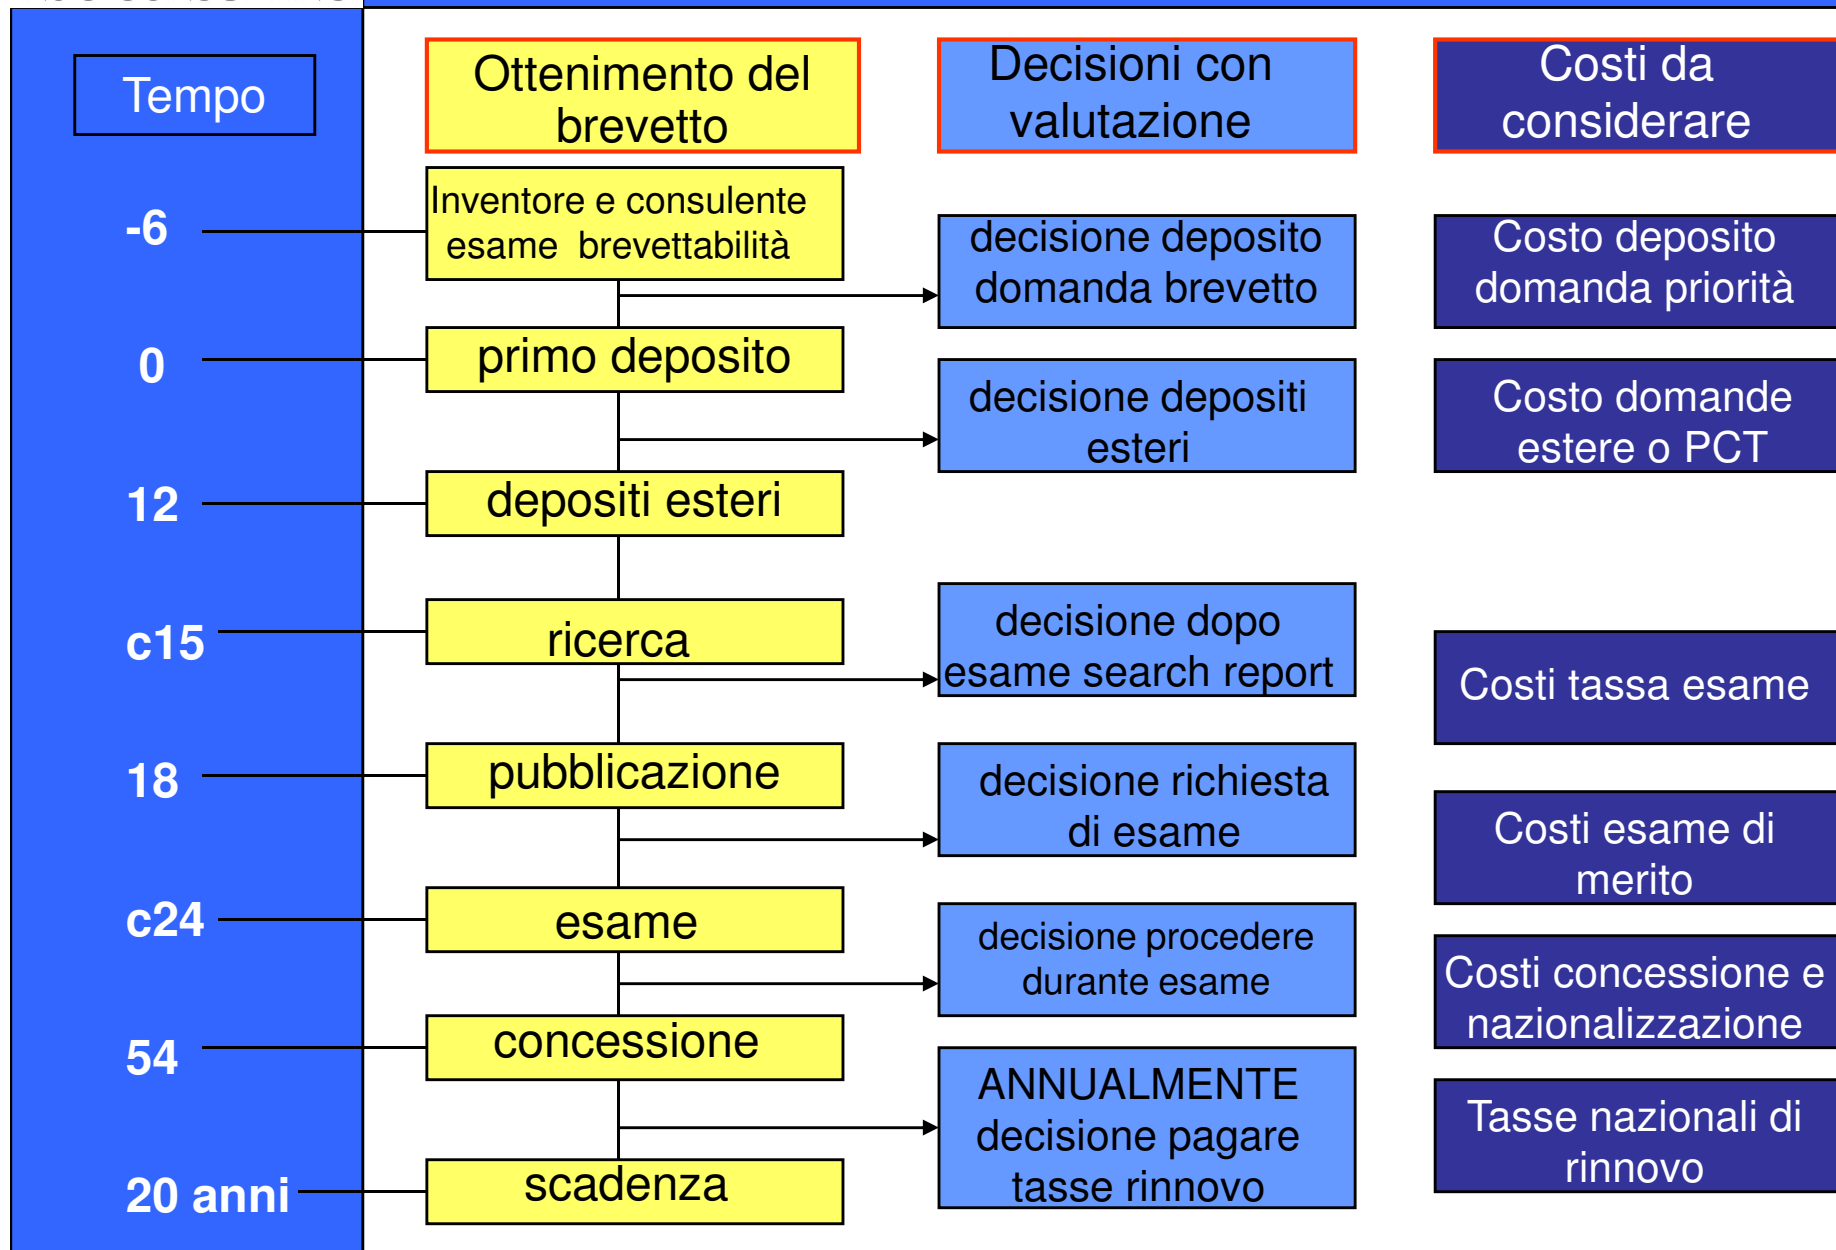 Tempo
Ottenimento del
brevetto
Decisioni con
valutazione
Costi da
considerare
-6
Inventore e consulente
esame brevettabilità
decisione deposito
domanda brevetto
Costo deposito
domanda priorità
0
primo deposito
decisione depositi
esteri
Costo domande
estere o PCT
12
depositi esteri
c15
ricerca
decisione dopo
esame search report
Costi tassa esame
18
pubblicazione
decisione richiesta
di esame
Costi esame di
merito
c24
esame
decisione procedere
durante esame
Costi concessione e
nazionalizzazione
54
concessione
ANNUALMENTE
decisione pagare
tasse rinnovo
Tasse nazionali di
rinnovo
20 anni
scadenza